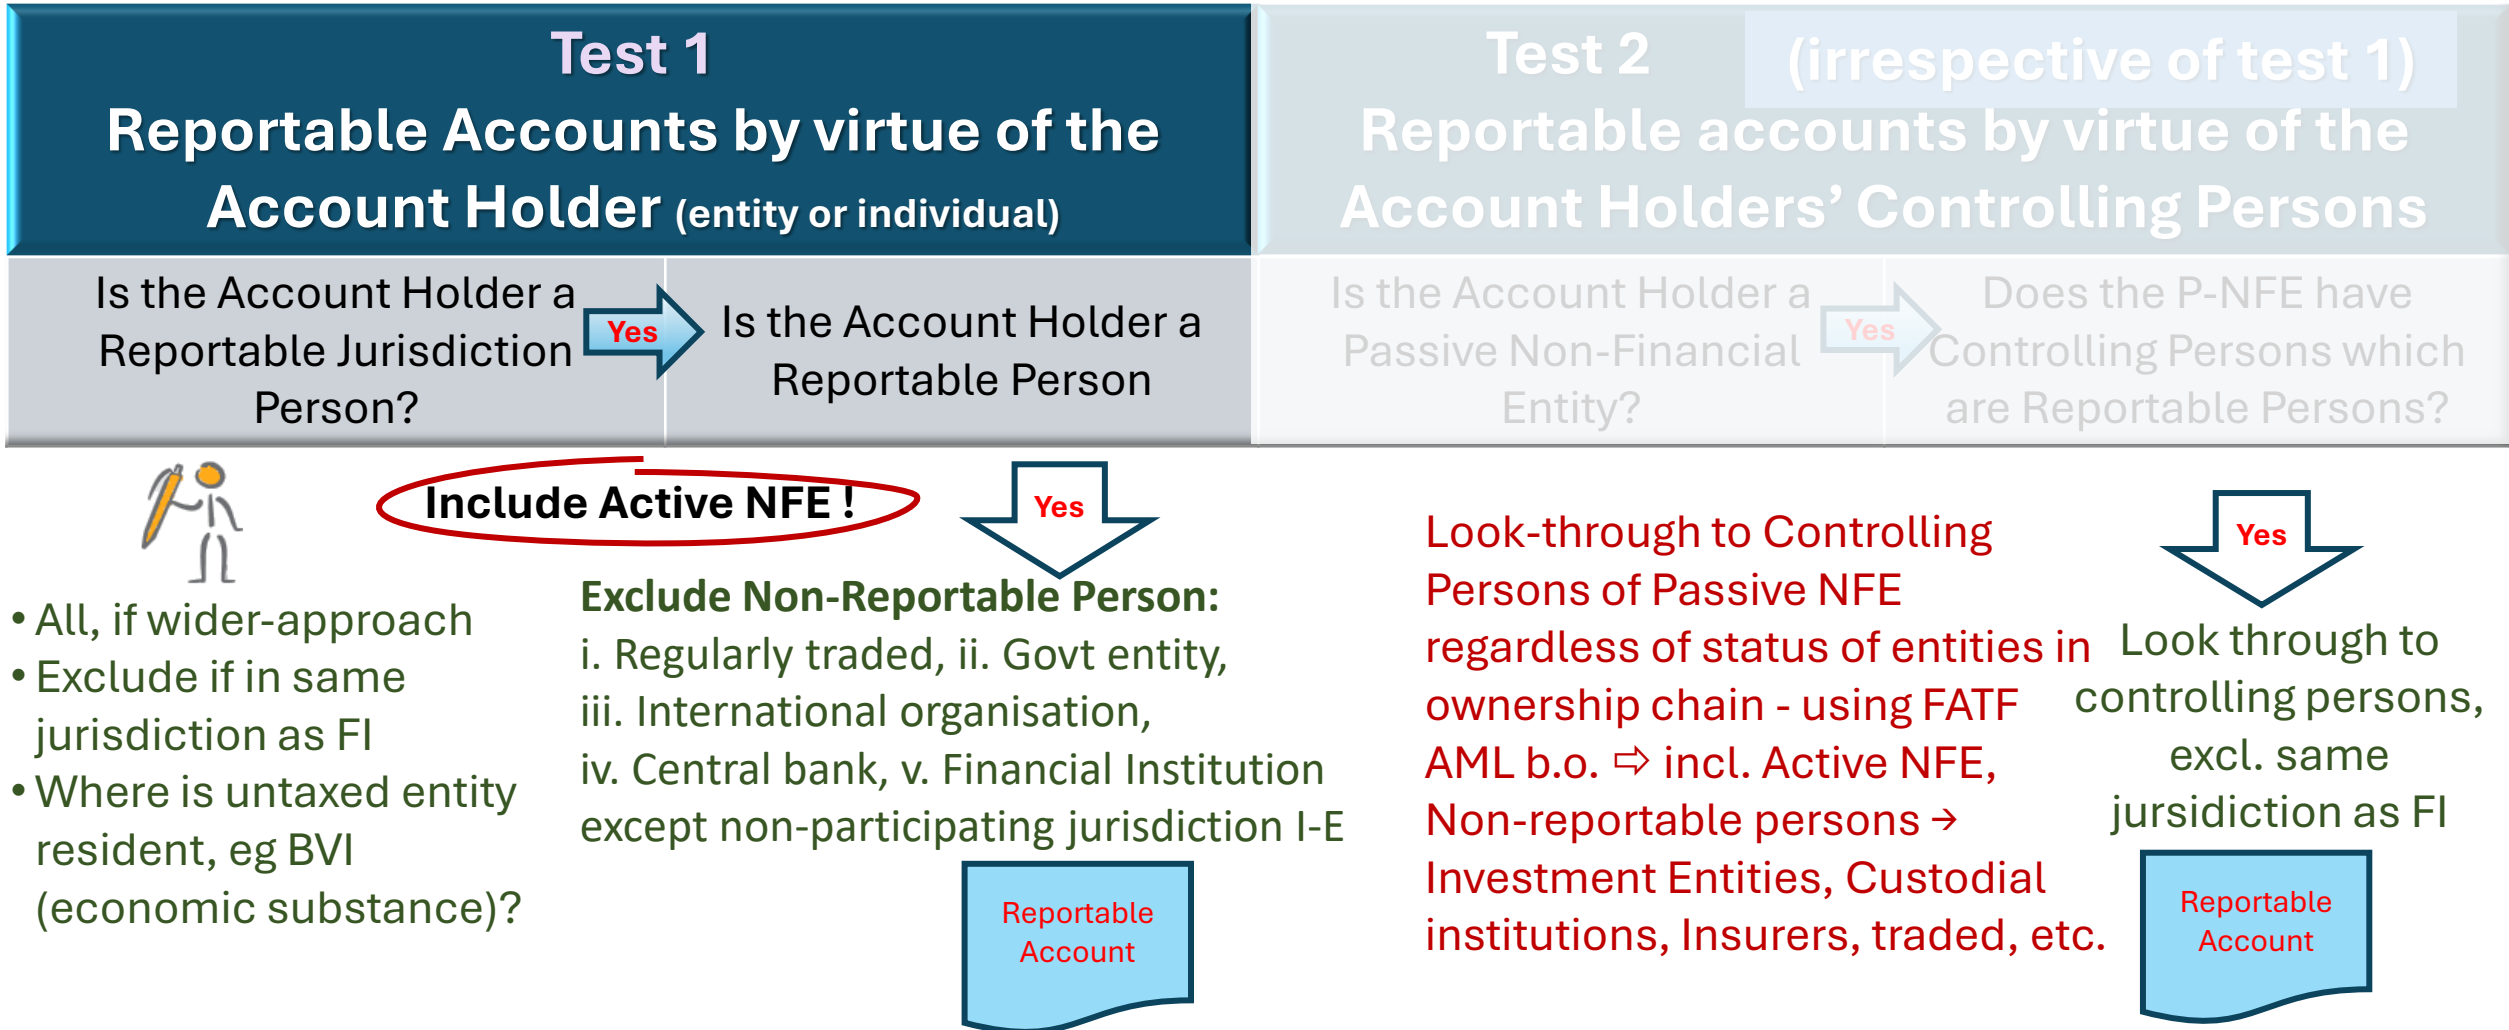 Test 1
Reportable Accounts by virtue of the
Account Holder (entity or individual)
Test 2 (irrespective of test 1)
Reportable accounts by virtue of the
Account Holders’ Controlling Persons
Is the Account Holder a
Reportable Jurisdiction
Person?
Yes
Is the Account Holder a
Reportable Person
Is the Account Holder a
Passive Non-Financial
Entity?
Yes
Does the P-NFE have
Controlling Persons which
are Reportable Persons?
Include Active NFE !
Yes
• All, if wider-approach
• Exclude if in same
jurisdiction as FI
• Where is untaxed entity
resident, eg BVI
(economic substance)?
Exclude Non-Reportable Person:
i. Regularly traded, ii. Govt entity,
iii. International organisation,
iv. Central bank, v. Financial Institution
except non-participating jurisdiction I-E
Reportable
Account
Look-through to Controlling
Persons of Passive NFE
regardless of status of entities in
ownership chain - using FATF
AML b.o. ⇨ incl. Active NFE,
Non-reportable persons →
Investment Entities, Custodial
institutions, Insurers, traded, etc.
Yes
Look through to
controlling persons,
excl. same
jursidiction as FI
Reportable
Account